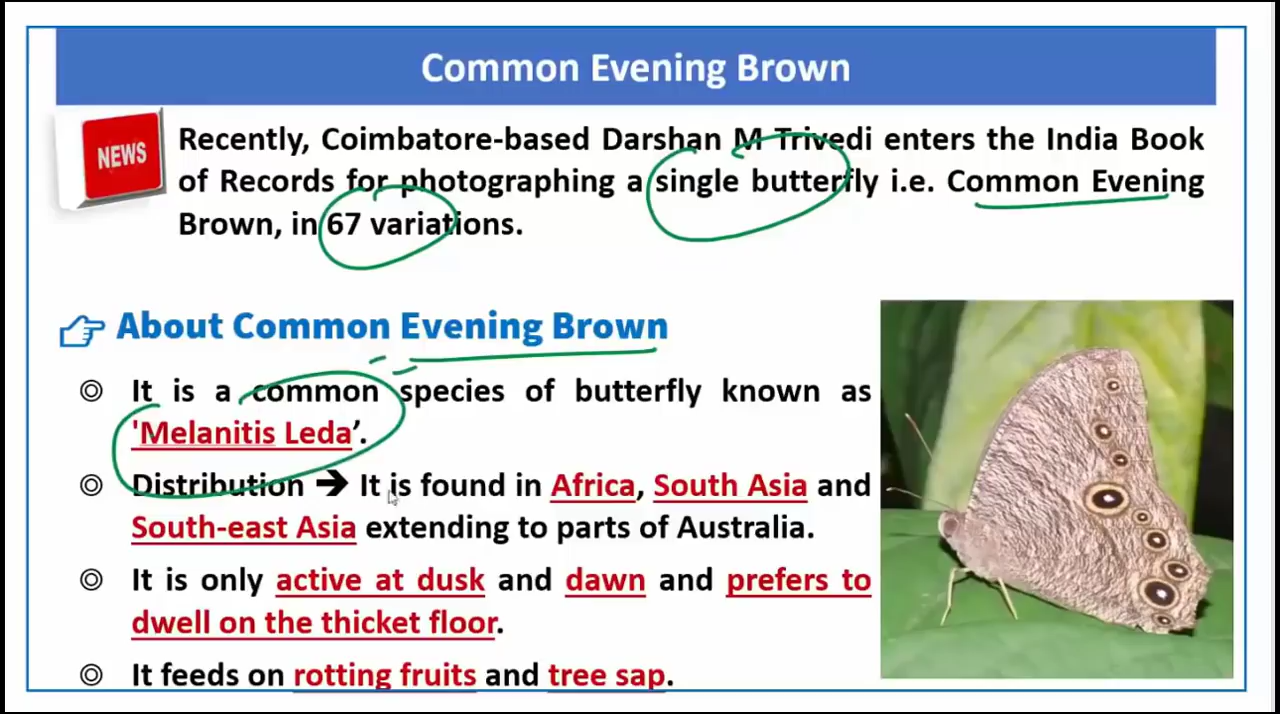 Common Evening Brown
NEWS
Recently, Coimbatore-based Darshan M Trivedi enters the India Book
of Records for photographing a single butterfly i.e. Common Evening
Brown, in 67 variations.
About Common Evening Brown
◎ It is a common species of butterfly known as
'Melanitis Leda’.
◎ Distribution ➔ It is found in Africa, South Asia and
South-east Asia extending to parts of Australia.
◎ It is only active at dusk and dawn and prefers to
dwell on the thicket floor.
◎ It feeds on rotting fruits and tree sap.